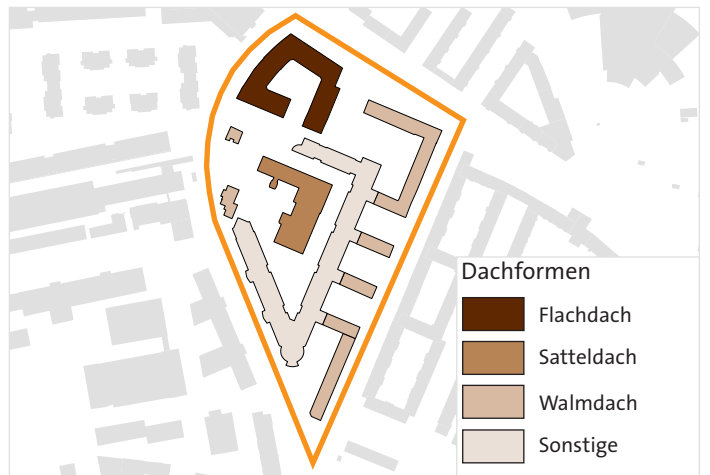 Dachformen
Flachdach
Satteldach
Walmdach
Sonstige